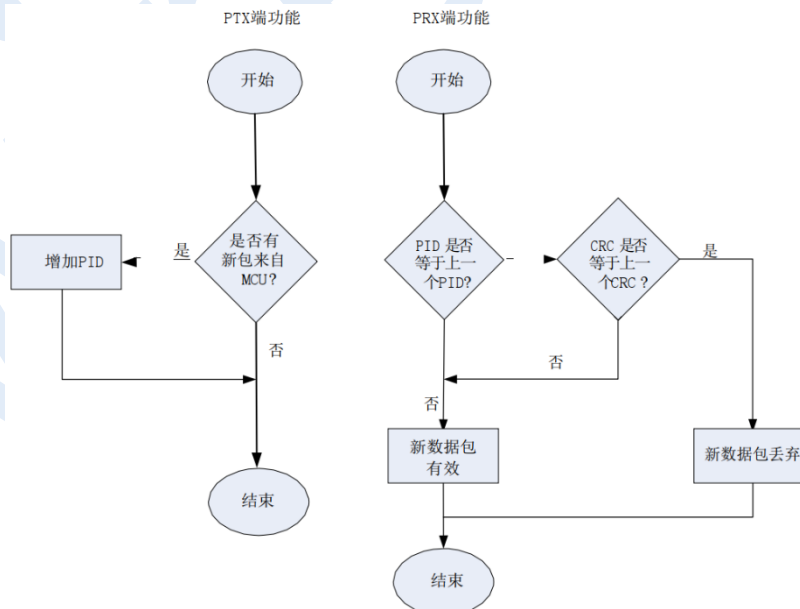 PTX端功能
PRX端功能
开始
开始
是否有
新包来自
MCU?
是
增加PID
否
结束
PID 是否
等于上一
个PID?
CRC 是否
等于上一
个CRC ?
是
否
否
新数据包
有效
新数据包丢弃
结束